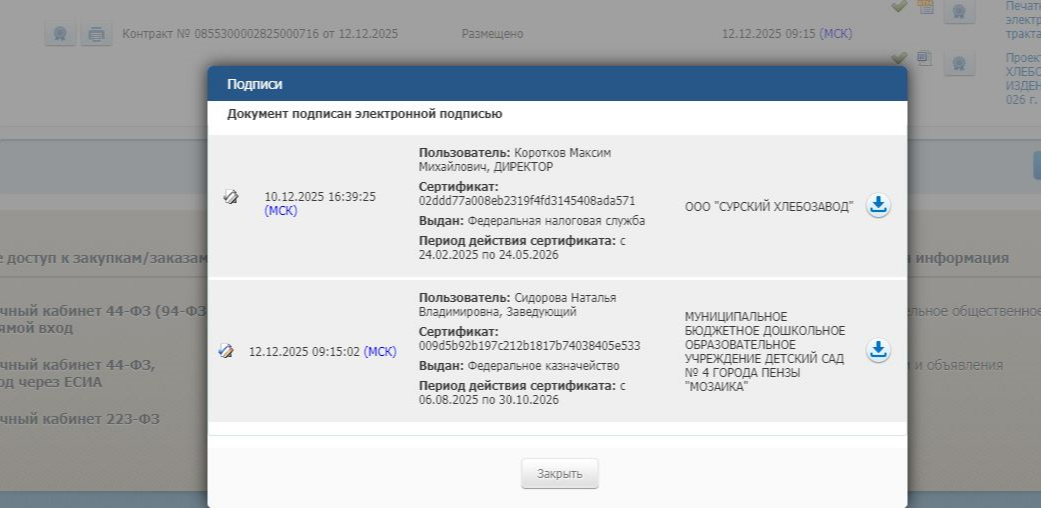 Печатн
электр
тракта
Контракт № 0855300002825000716 от 12.12.2025 Размещено 12.12.2025 09:15 (МСК)
Проек
ХЛЕБО
ИЗДЕН
026 г.
Подписи
Документ подписан электронной подписью
10.12.2025 16:39:25
(МСК)
Пользователь: Коротков Максим
Михайлович, ДИРЕКТОР
Сертификат:
02ddd77a008eb2319f4fd3145408ada571
Выдан: Федеральная налоговая служба
Период действия сертификата: с
24.02.2025 по 24.05.2026
ООО "СУРСКИЙ ХЛЕБОЗАВОД"
12.12.2025 09:15:02 (МСК)
Пользователь: Сидорова Наталья
Владимировна, Заведующий
Сертификат:
009d5b92b197c212b1817b74038405e533
Выдан: Федеральное казначейство
Период действия сертификата: с
06.08.2025 по 30.10.2026
МУНИЦИПАЛЬНОЕ
БЮДЖЕТНОЕ ДОШКОЛЬНОЕ
ОБРАЗОВАТЕЛЬНОЕ
УЧРЕЖДЕНИЕ ДЕТСКИЙ САД
№ 4 ГОРОДА ПЕНЗЫ
"МОЗАИКА"
Закрыть
е доступ к закупкам/заказам
чный кабинет 44-ФЗ (94-ФЗ
ямой вход
чный кабинет 44-ФЗ,
од через ЕСИА
чный кабинет 223-ФЗ
я информация
ельное общественное
и и объявления